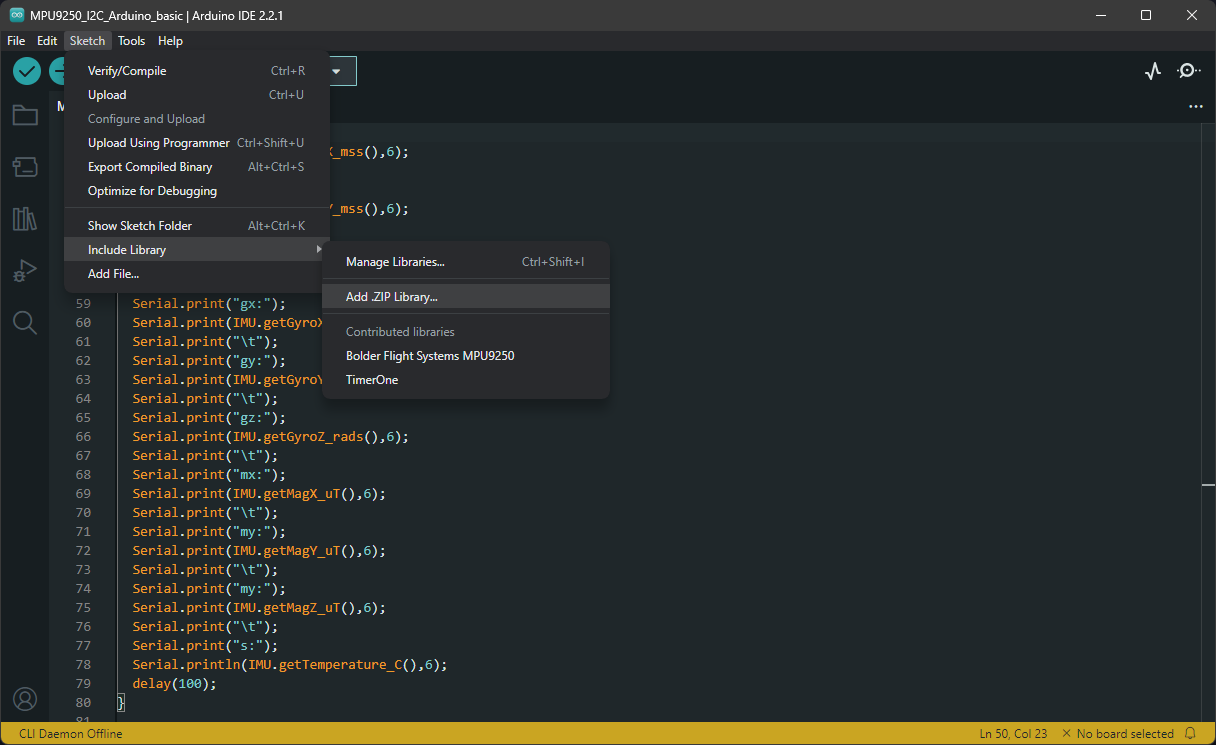 MPU9250_I2C_Arduino_basic | Arduino IDE 2.2.1
File Edit Sketch Tools Help
Verify/Compile Ctrl+R
Upload Ctrl+U
Configure and Upload
Upload Using Programmer Ctrl+Shift+U
Export Compiled Binary Alt+Ctrl+S
Optimize for Debugging
Show Sketch Folder Alt+Ctrl+K
Include Library
Add File...
Manage Libraries... Ctrl+Shift+I
Add .ZIP Library...
Contributed libraries
Bolder Flight Systems MPU9250
TimerOne
M
X_mss(),6);
Y_mss(),6);
59 Serial.print("gx:");
60 Serial.print(IMU.getGyroX
61 Serial.print("\t");
62 Serial.print("gy:");
63 Serial.print(IMU.getGyroY
64 Serial.print("\t");
65 Serial.print("gz:");
66 Serial.print(IMU.getGyroZ_rads(),6);
67 Serial.print("\t");
68 Serial.print("mx:");
69 Serial.print(IMU.getMagX_uT(),6);
70 Serial.print("\t");
71 Serial.print("my:");
72 Serial.print(IMU.getMagY_uT(),6);
73 Serial.print("\t");
74 Serial.print("my:");
75 Serial.print(IMU.getMagZ_uT(),6);
76 Serial.print("\t");
77 Serial.print("s:");
78 Serial.println(IMU.getTemperature_C(),6);
79 delay(100);
80 }
81
CLI Daemon Offline Ln 50, Col 23 × No board selected